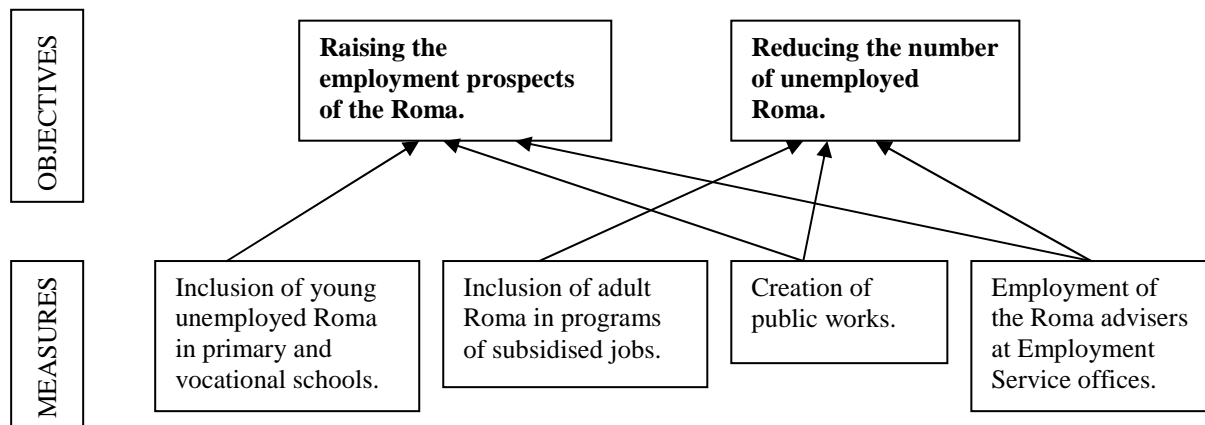 OBJECTIVES
Raising the
employment prospects
of the Roma.
Reducing the number
of unemployed
Roma.
MEASURES
Inclusion of young
unemployed Roma
in primary and
vocational schools.
Inclusion of adult
Roma in programs
of subsidised jobs.
Creation of
public works.
Employment of
the Roma advisers
at Employment
Service offices.